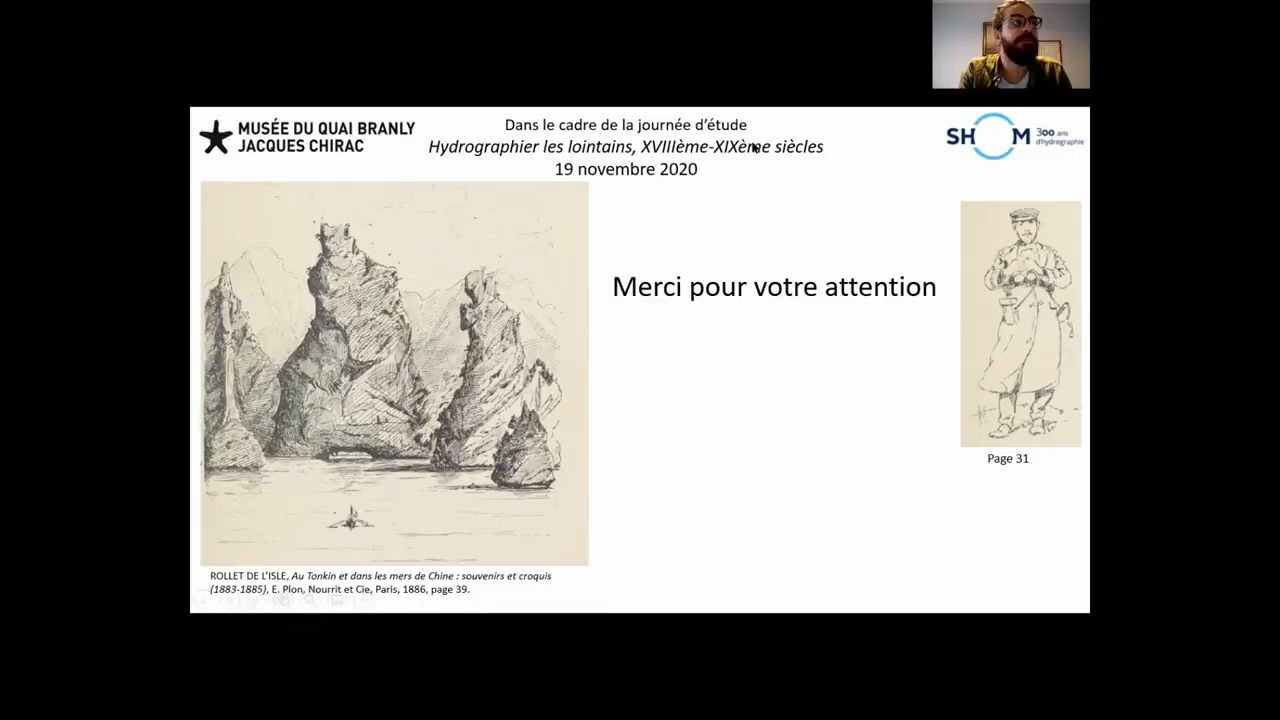 MUSÉE DU QUAI BRANLY
JACQUES CHIRAC
Dans le cadre de la journée d'étude
Hydrographier les lointains, XVIIIème-XIXème siècles
19 novembre 2020
SHOM 300 ans
d'hydrographie
Merci pour votre attention
Page 31
ROLLET DE L'ISLE, Au Tonkin et dans les mers de Chine : souvenirs et croquis
(1883-1885), E. Plon, Nourrit et Cie, Paris, 1886, page 39.